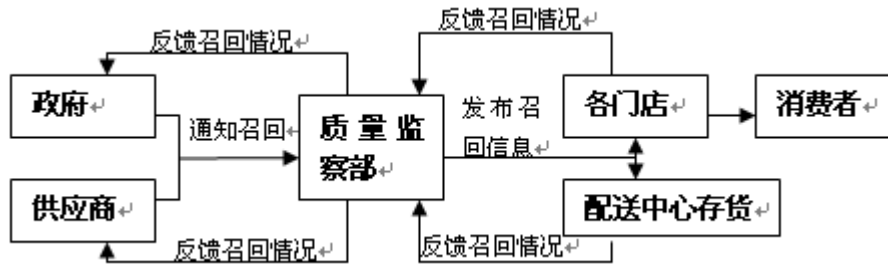 反馈召回情况
反馈召回情况
政府
各门店
消费者
通知召回
质量监
察部
发布召
回信息
供应商
配送中心存货
反馈召回情况
反馈召回情况